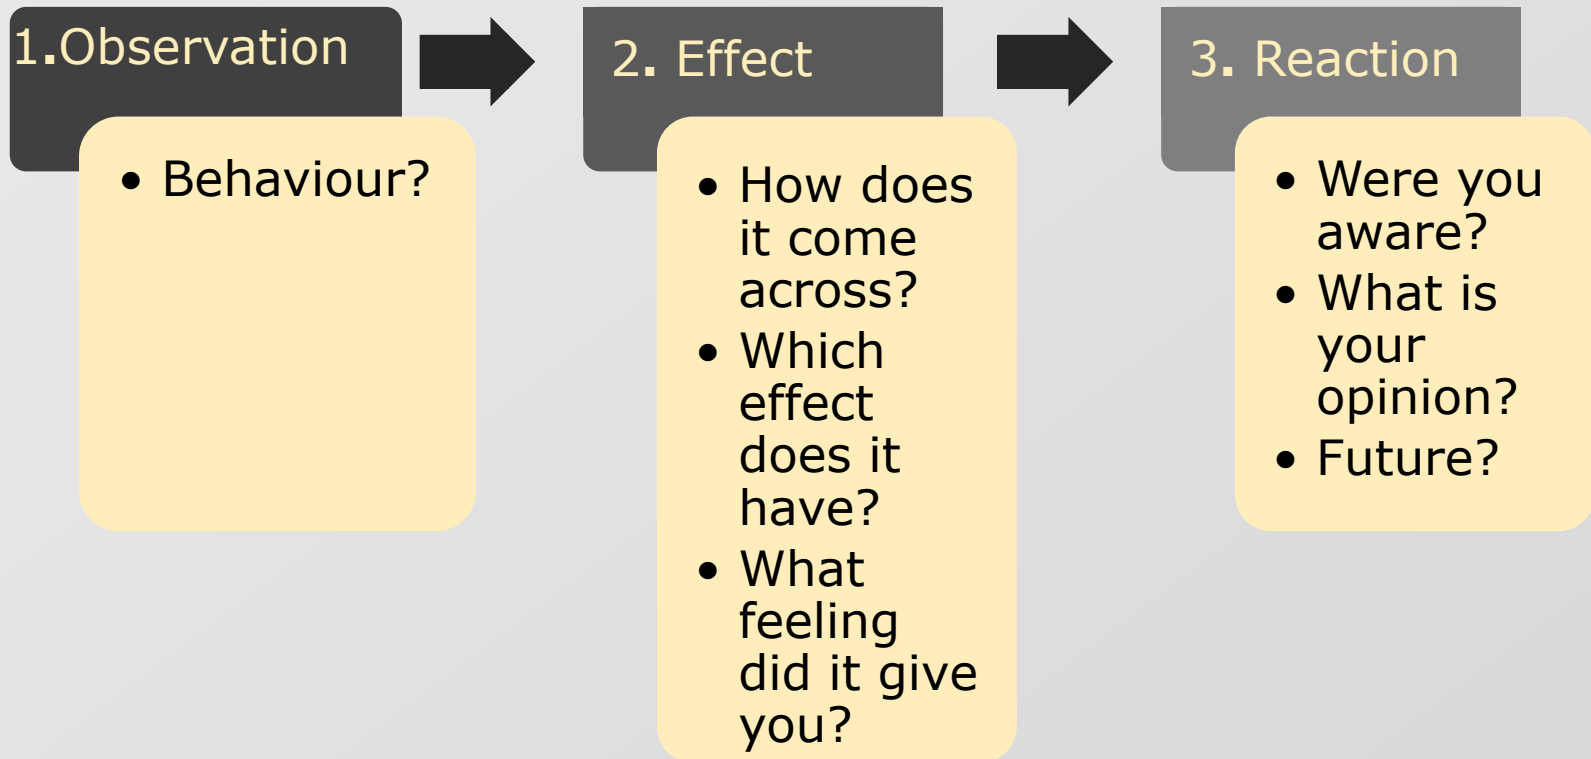 1.Observation
• Behaviour?
2. Effect
• How does
it come
across?
• Which
effect
does it
have?
• What
feeling
did it give
you?
3. Reaction
• Were you
aware?
• What is
your
opinion?
• Future?